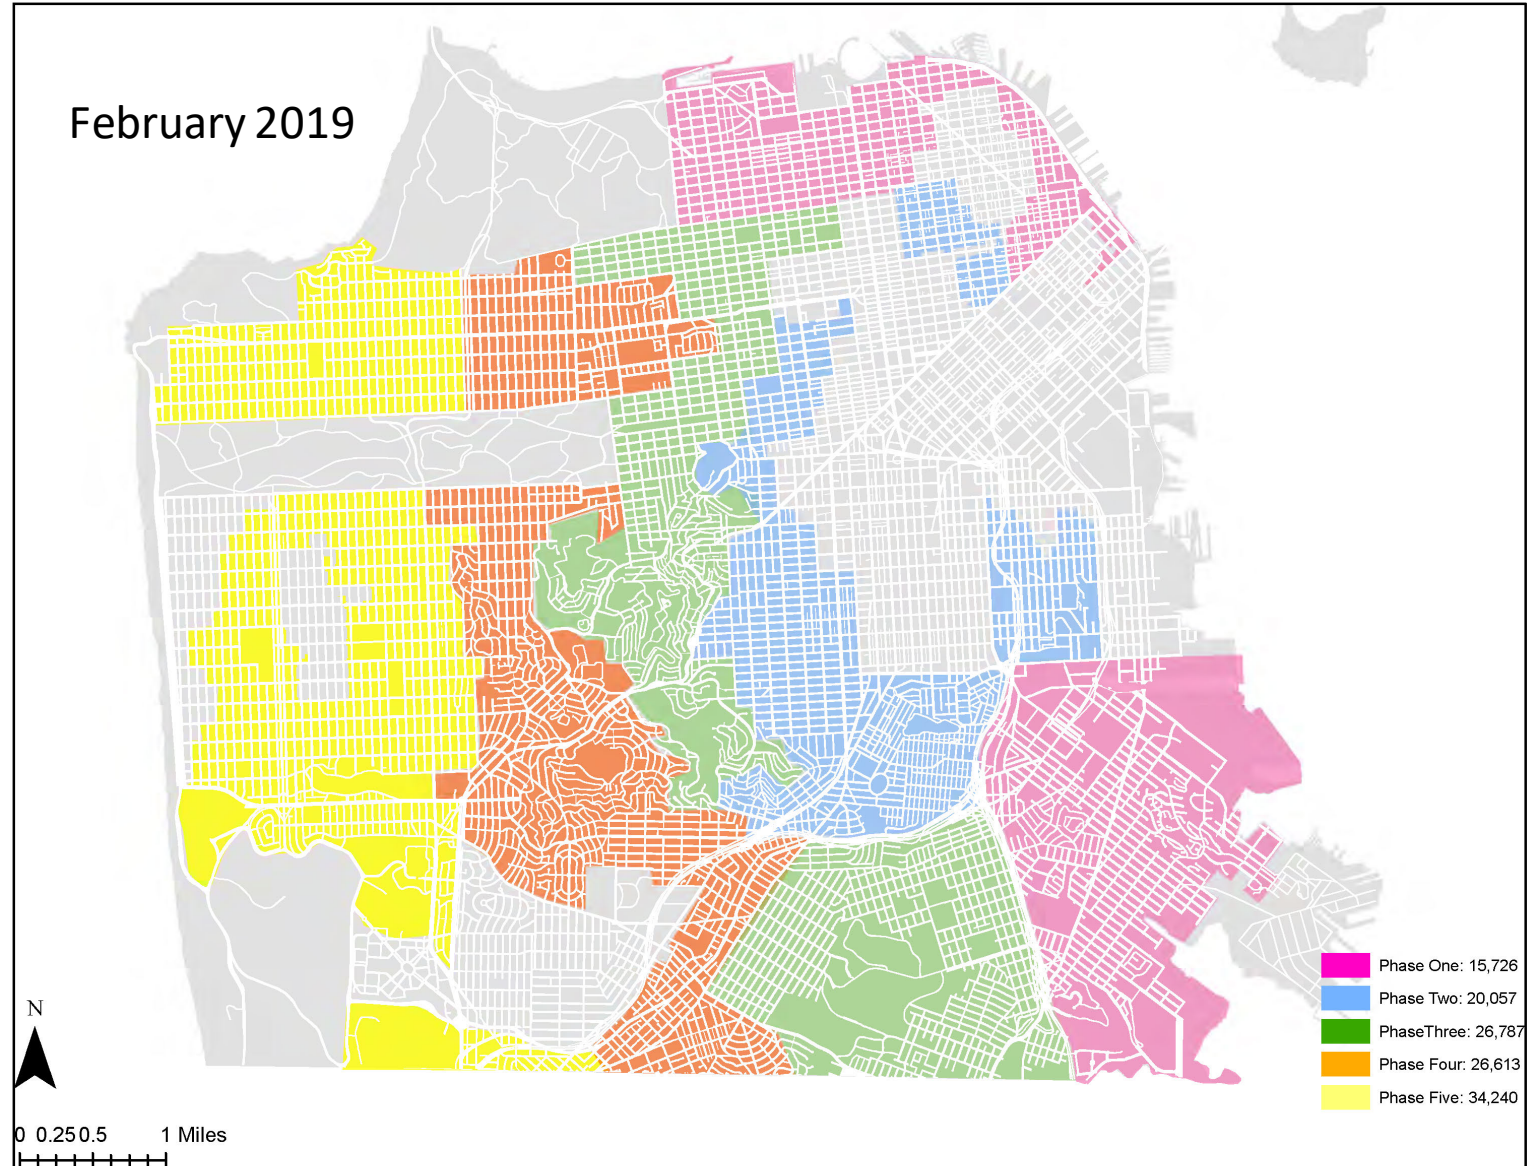 February 2019
Phase One: 15,726
Phase Two: 20,057
PhaseThree: 26,787
Phase Four: 26,613
Phase Five: 34,240
N
0 0.25 0.5 1 Miles